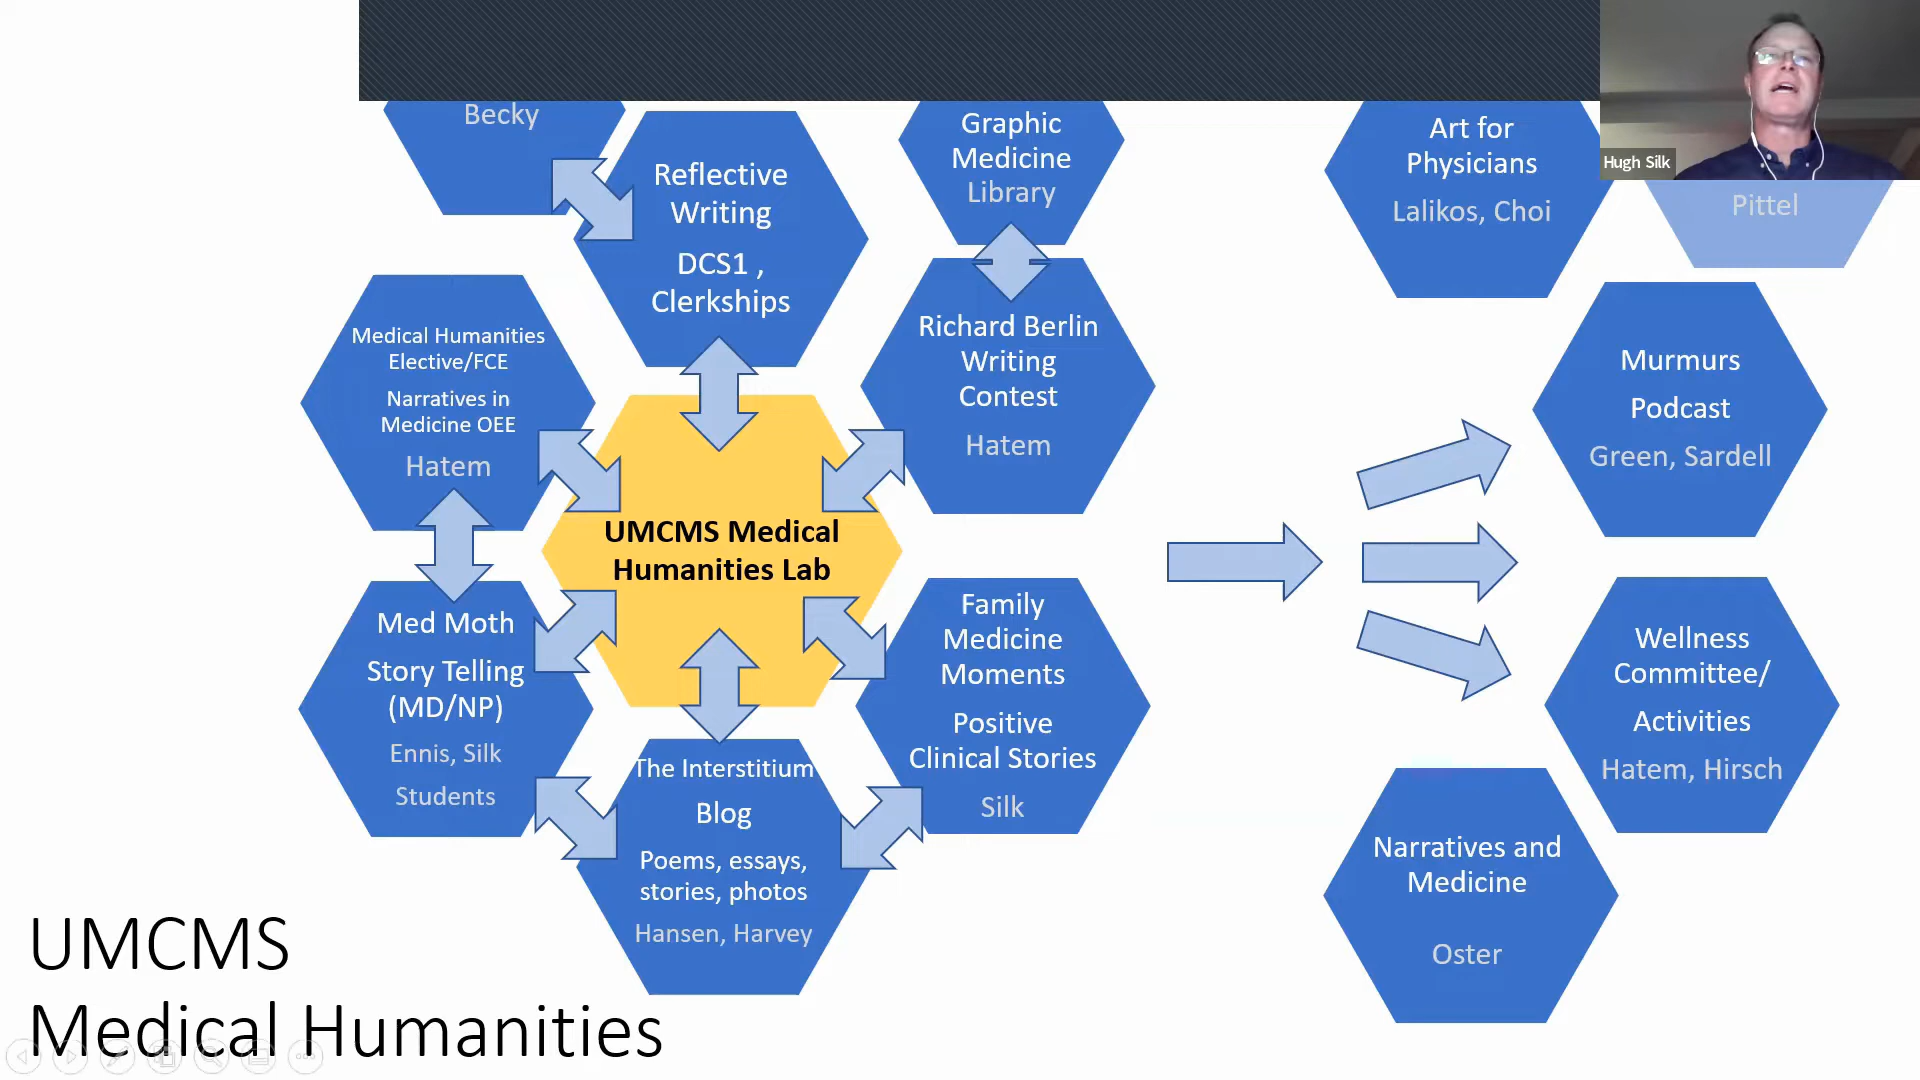 Becky
Reflective
Writing
DCS1 ,
Clerkships
Graphic
Medicine
Library
Art for
Physicians
Lalikos, Choi
Hugh Silk
Pittel
Medical Humanities
Elective/FCE
Narratives in
Medicine OEE
Hatem
Richard Berlin
Writing
Contest
Hatem
Murmurs
Podcast
Green, Sardell
UMCMS Medical
Humanities Lab
Med Moth
Story Telling
(MD/NP)
Ennis, Silk
Students
Family
Medicine
Moments
Positive
Clinical Stories
Silk
Wellness
Committee/
Activities
Hatem, Hirsch
The Interstitium
Blog
Poems, essays,
stories, photos
Hansen, Harvey
Narratives and
Medicine
Oster
UMCMS
Medical Humanities